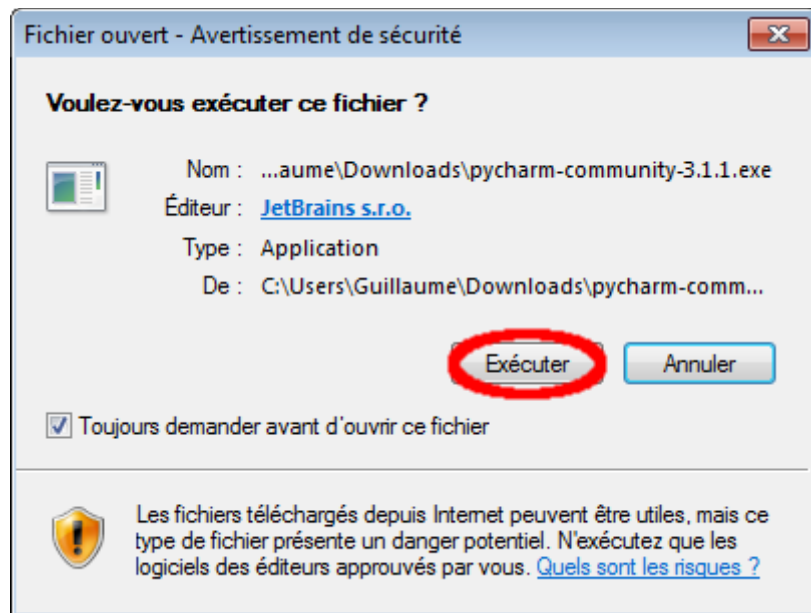 Fichier ouvert - Avertissement de sécurité
Voulez-vous exécuter ce fichier ?
Nom : ...aume\Downloads\pycharm-community-3.1.1.exe
Éditeur : JetBrains s.r.o.
Type : Application
De : C:\Users\Guillaume\Downloads\pycharm-comm...
Exécuter Annuler
Toujours demander avant d'ouvrir ce fichier
Les fichiers téléchargés depuis Internet peuvent être utiles, mais ce
type de fichier présente un danger potentiel. N'exécutez que les
logiciels des éditeurs approuvés par vous. Quels sont les risques ?